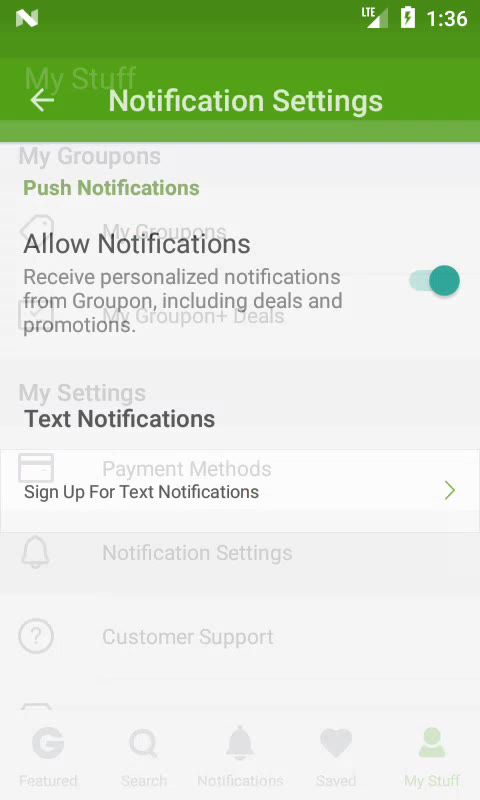 LTE 1:36
My Stuff
Notification Settings
My Groupons
Push Notifications
My Groupons
Allow Notifications
Receive personalized notifications
from Groupon, including deals and
promotions.
My Groupon+ Deals
My Settings
Text Notifications
Payment Methods
Sign Up For Text Notifications
Notification Settings
Customer Support
Featured Search Notifications Saved My Stuff